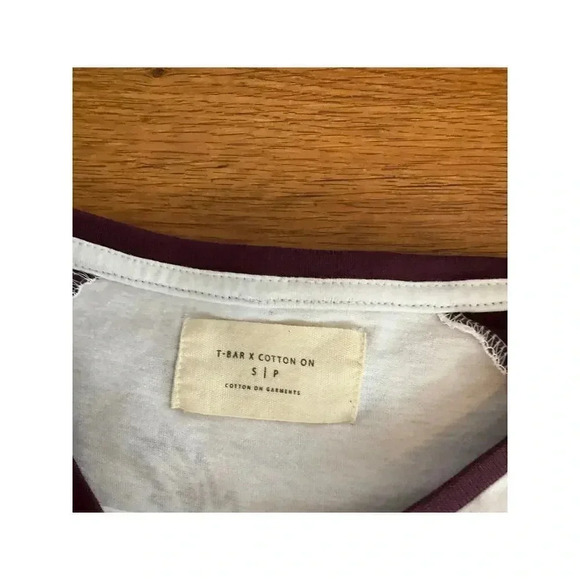 T-BAR X COTTON ON
S | P
COTTON ON GARMENTS